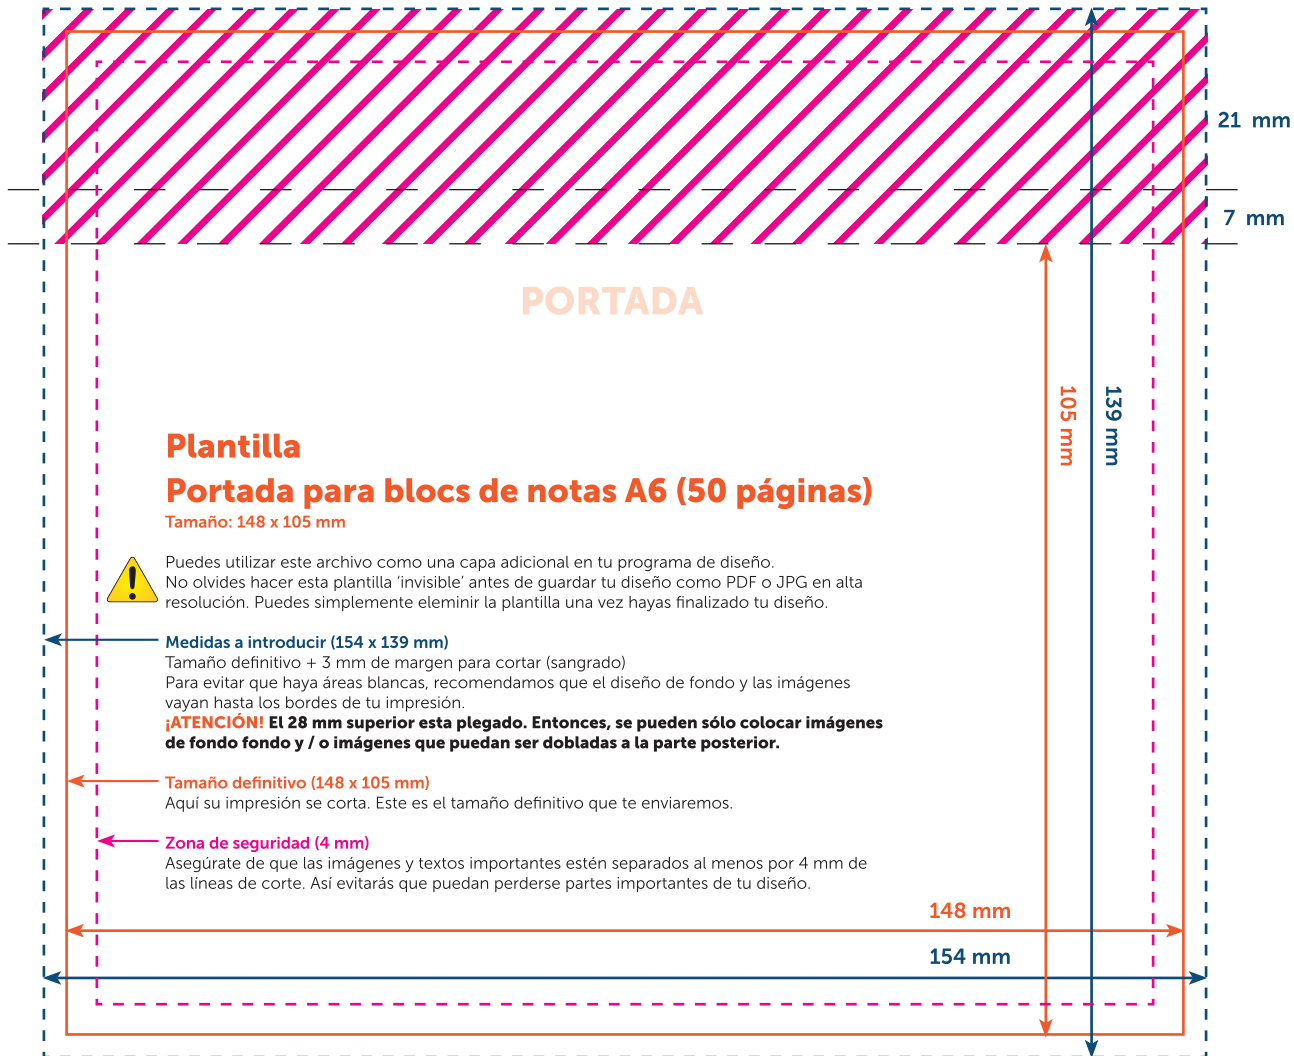 21 mm
7 mm
PORTADA
105 mm
139 mm
Plantilla
Portada para blocs de notas A6 (50 páginas)
Tamaño: 148 x 105 mm
Puedes utilizar este archivo como una capa adicional en tu programa de diseño.
No olvides hacer esta plantilla ‘invisible’ antes de guardar tu diseño como PDF o JPG en alta
resolución. Puedes simplemente eleminir la plantilla una vez hayas finalizado tu diseño.
Medidas a introducir (154 x 139 mm)
Tamaño definitivo + 3 mm de margen para cortar (sangrado)
Para evitar que haya áreas blancas, recomendamos que el diseño de fondo y las imágenes
vayan hasta los bordes de tu impresión.
¡ATENCIÓN! El 28 mm superior esta plegado. Entonces, se pueden sólo colocar imágenes
de fondo fondo y / o imágenes que puedan ser dobladas a la parte posterior.
Tamaño definitivo (148 x 105 mm)
Aquí su impresión se corta. Este es el tamaño definitivo que te enviaremos.
Zona de seguridad (4 mm)
Asegúrate de que las imágenes y textos importantes estén separados al menos por 4 mm de
las líneas de corte. Así evitarás que puedan perderse partes importantes de tu diseño.
148 mm
154 mm